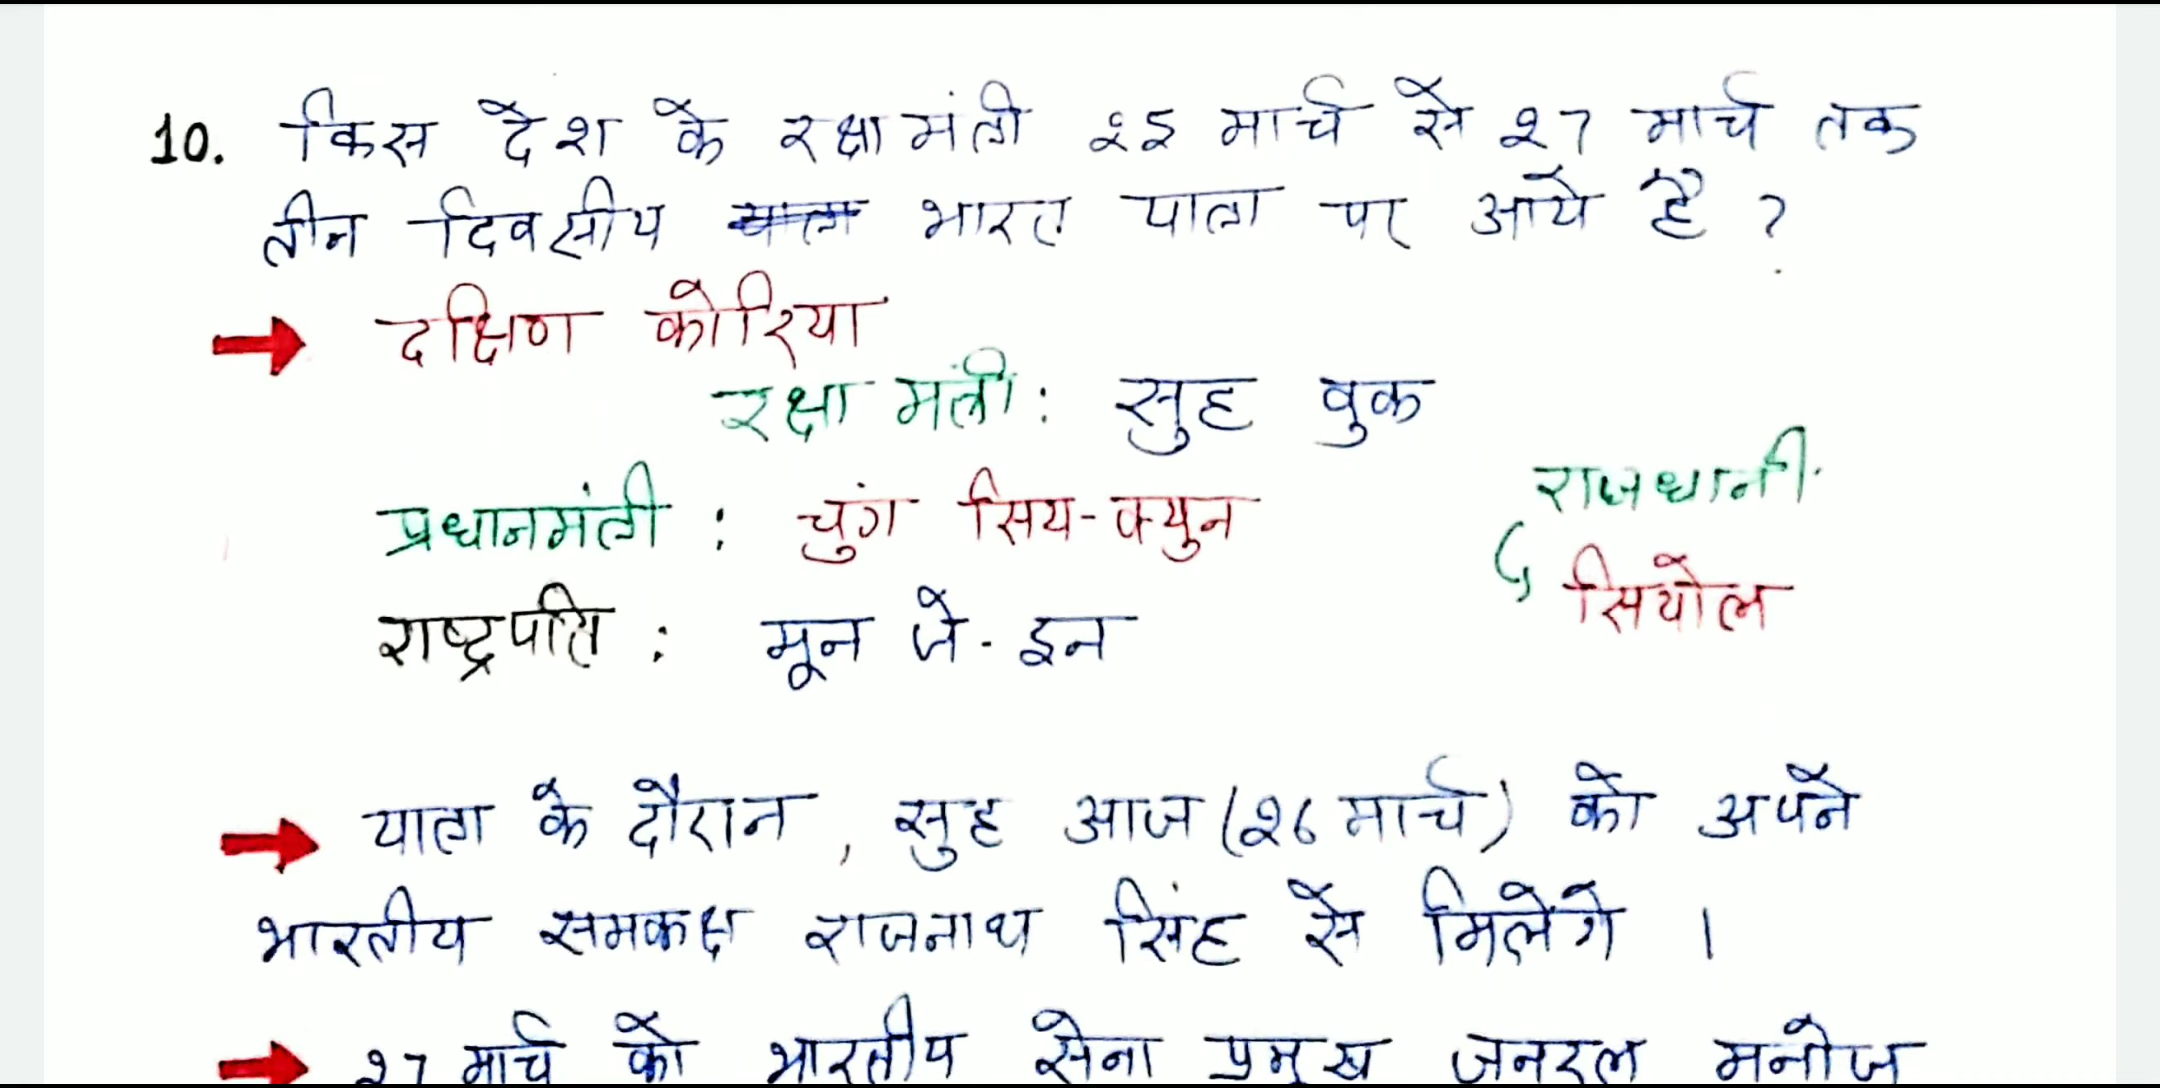 10. किस देश के रक्षा मंत्री 25 मार्च से 27 मार्च तक
तीन दिवसीय भारत यात्रा पर आये है ?
दक्षिण कोरिया
रक्षा मंत्री : सुह वुक
प्रधानमंत्री : चुंग सिय-क्युन
राजधानी
सियोल
राष्ट्रपति : मून जे-इन
यात्रा के दौरान , सुह आज (26 मार्च) को अपने
भारतीय समकक्ष राजनाथ सिंह से मिलेंगे ।
27 मार्च को भारतीय सेना प्रमुख जनरल मनोज